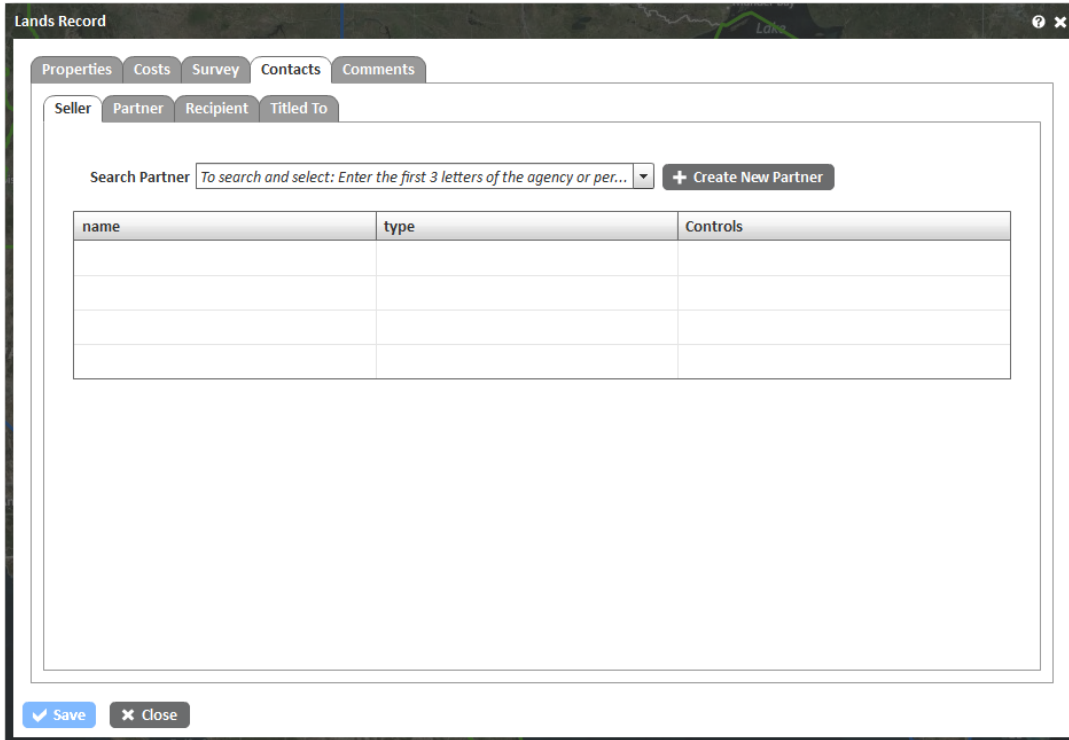 Lands Record
Lake
Properties Costs Survey Contacts Comments
Seller Partner Recipient Titled To
Search Partner To search and select: Enter the first 3 letters of the agency or per... + Create New Partner
name type Controls
Save Close